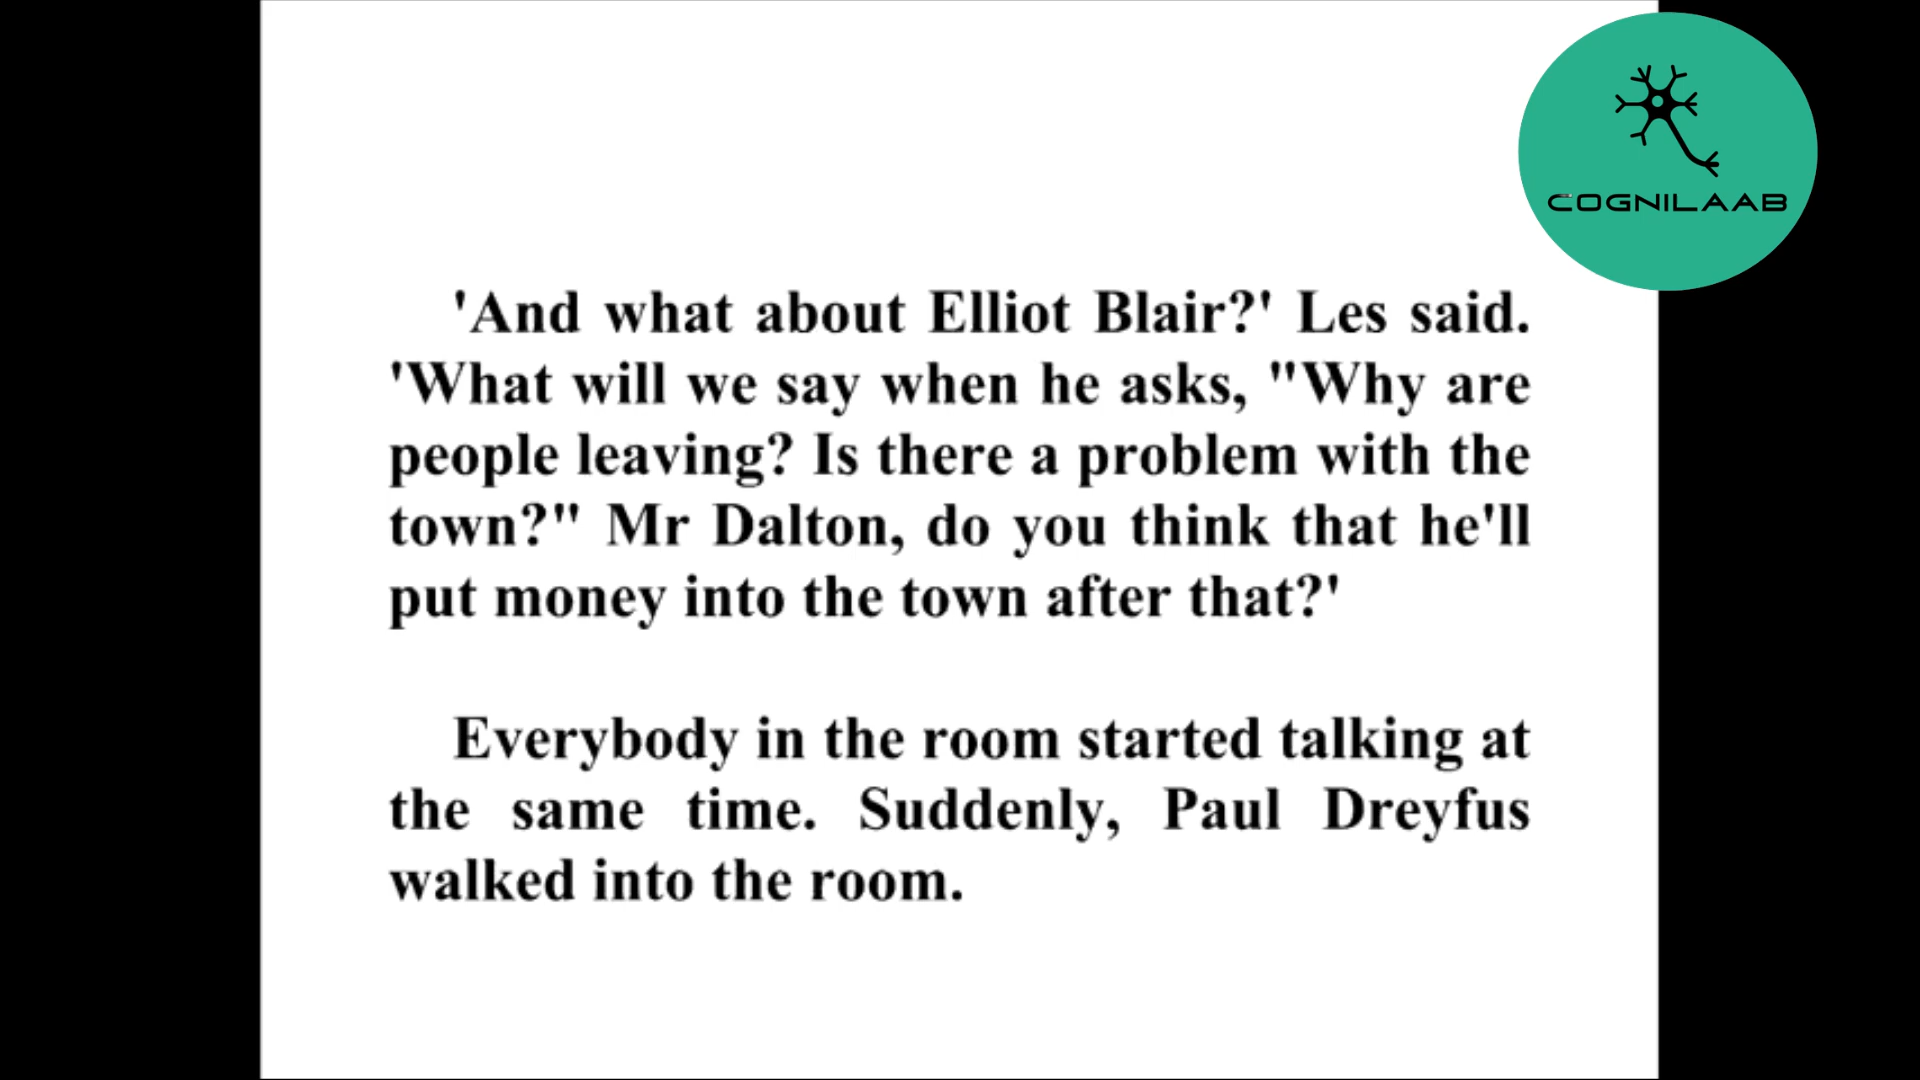 COGNILAAB
'And what about Elliot Blair?' Les said.
'What will we say when he asks, "Why are
people leaving? Is there a problem with the
town?" Mr Dalton, do you think that he'll
put money into the town after that?'
Everybody in the room started talking at
the same time. Suddenly, Paul Dreyfus
walked into the room.